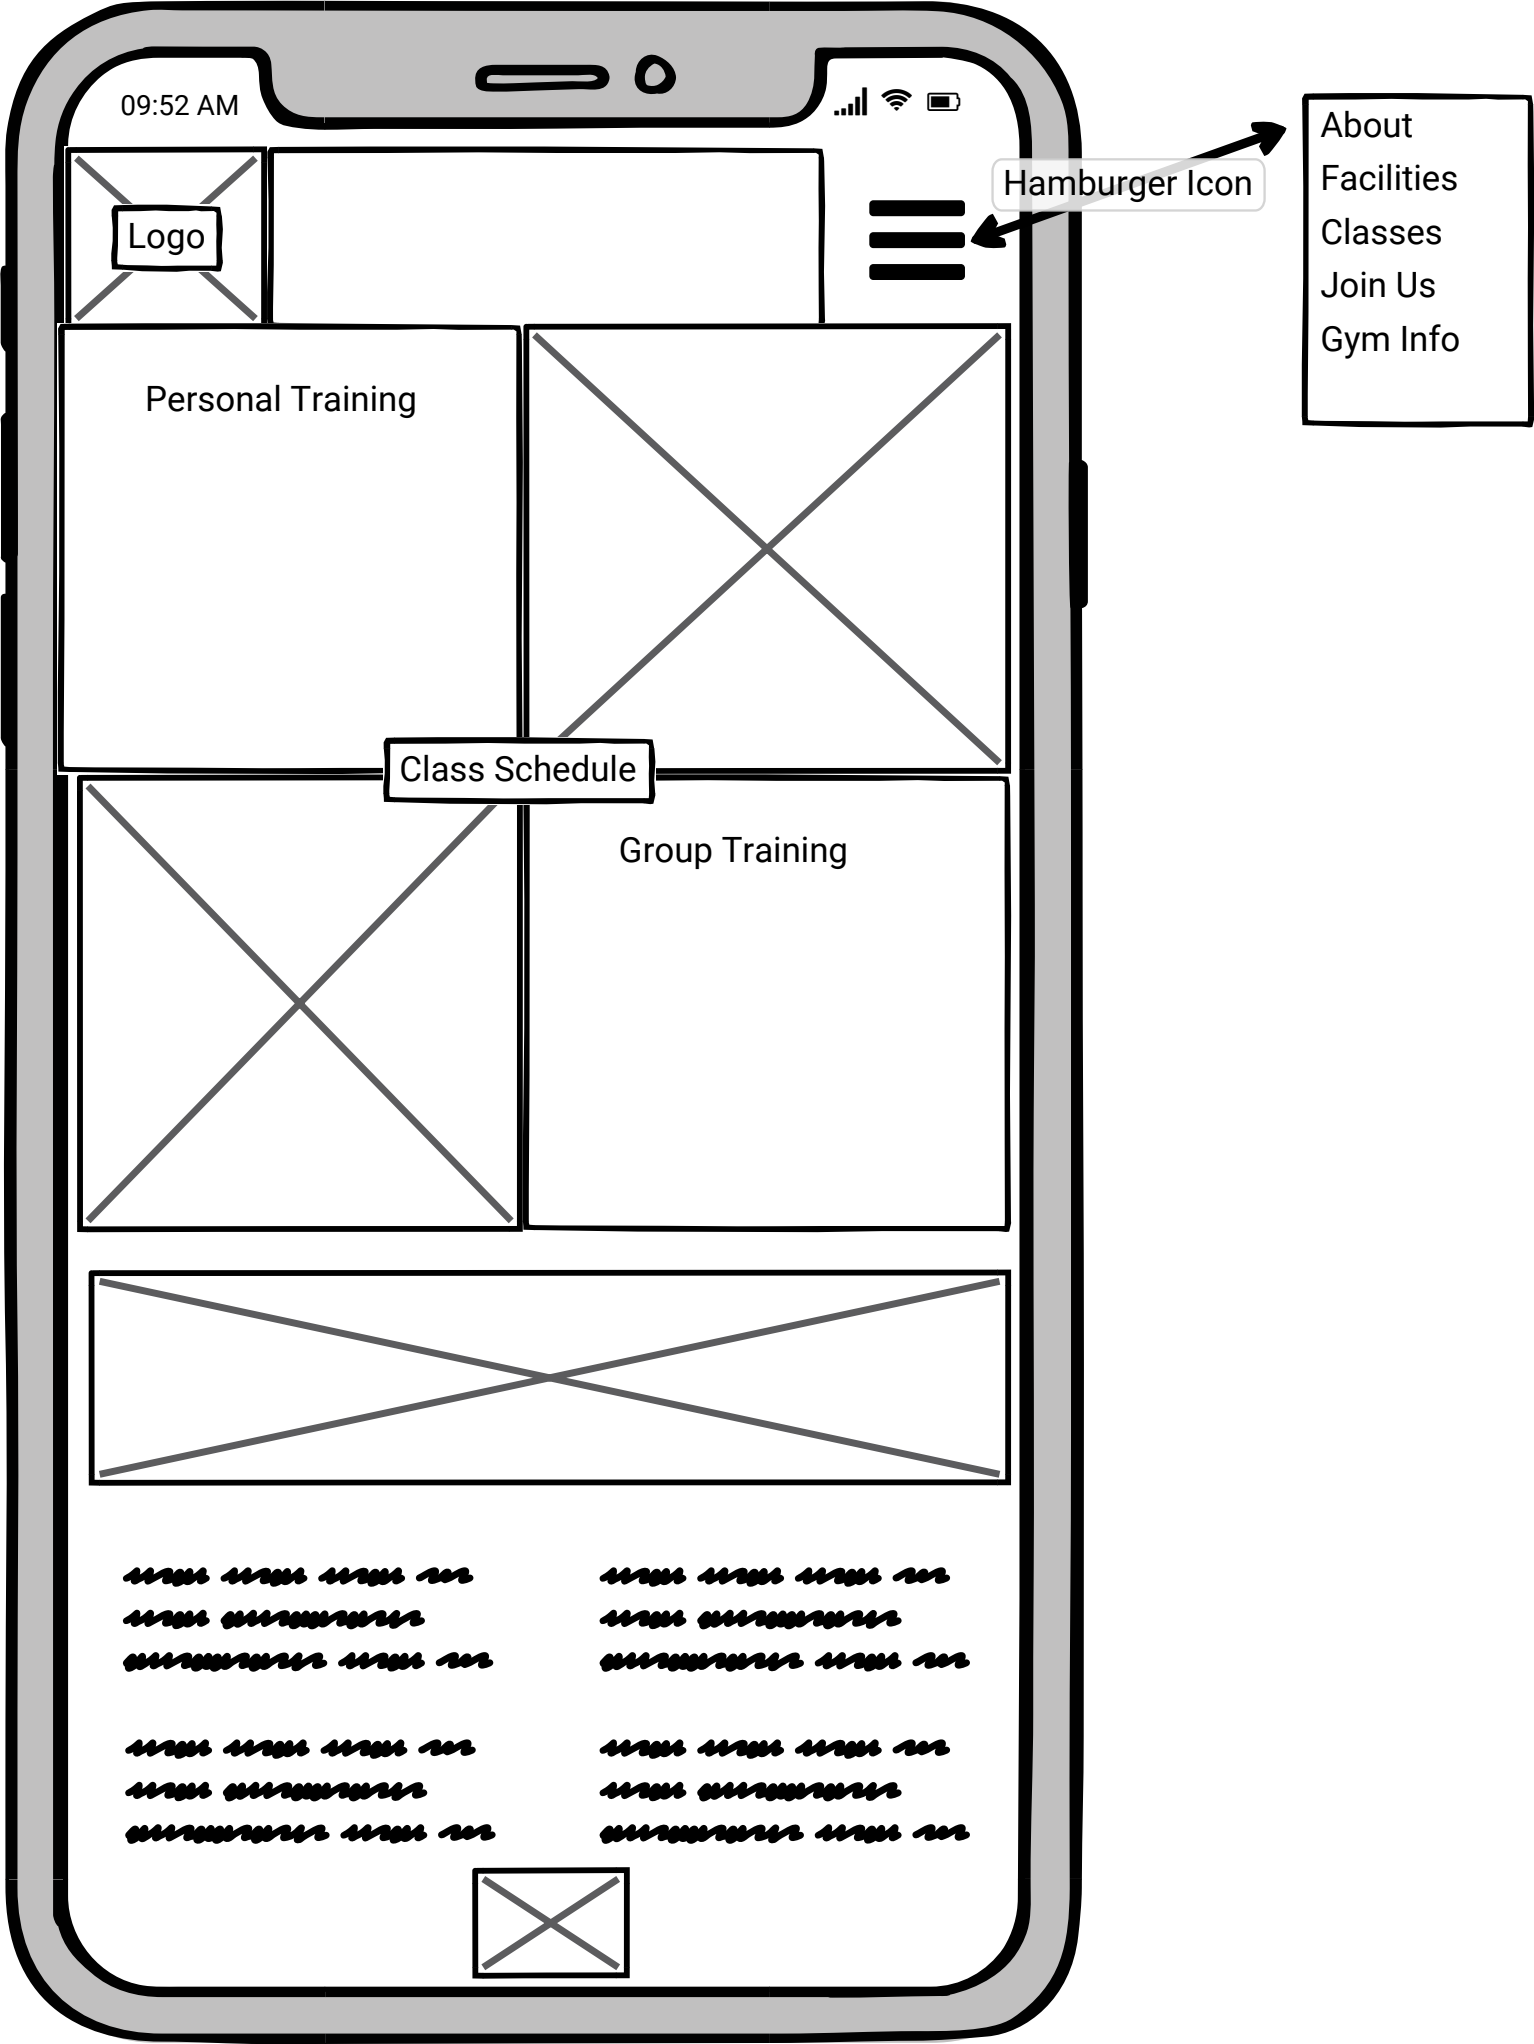 09:52 AM
Logo
Hamburger Icon
About
Facilities
Classes
Join Us
Gym Info
Personal Training
Class Schedule
Group Training